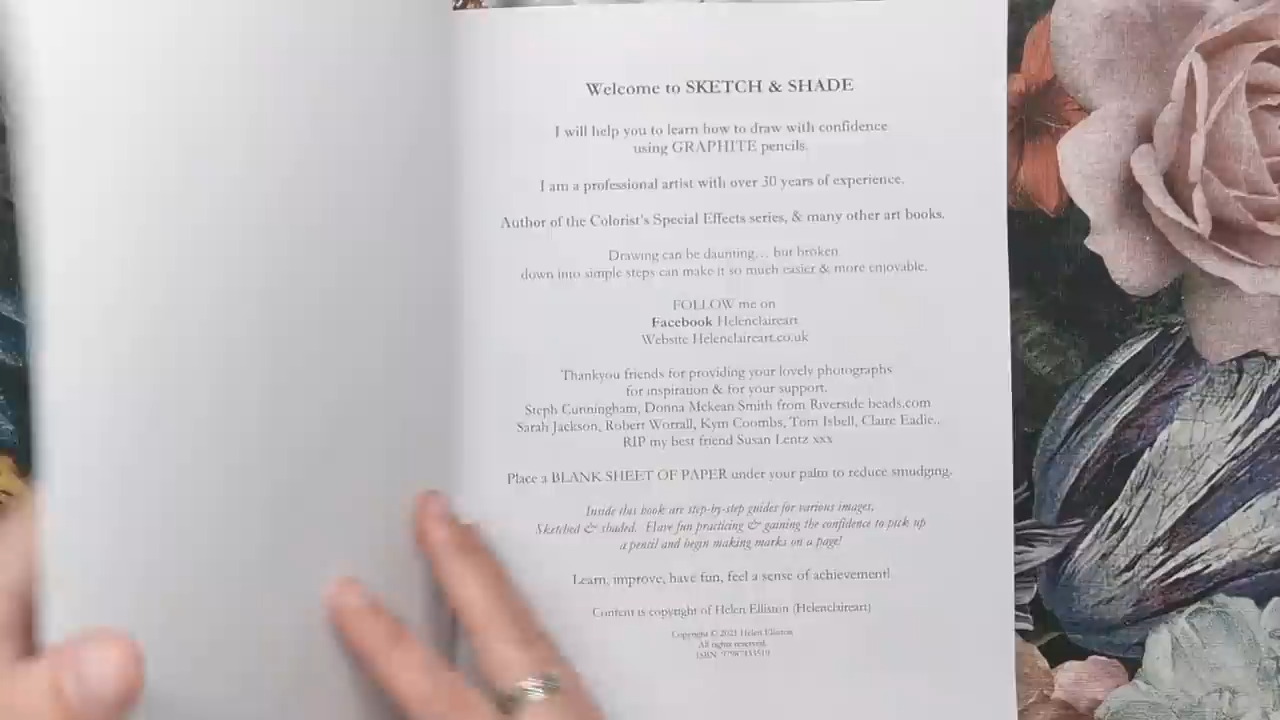 Welcome to SKETCH & SHADE
I will help you to learn how to draw with confidence
using GRAPHITE pencils.
I am a professional artist with over 30 years of experience.
Author of the Colorist's Special Effects series, & many other art books.
Drawing can be daunting… but broken
down into simple steps can make it so much easier & more enjoyable.
FOLLOW me on
Facebook Helenclaireart
Website Helenclaireart.co.uk
Thankyou friends for providing your lovely photographs
for inspiration & for your support.
Steph Cunningham, Donna Mckean Smith from Riverside beads.com
Sarah Jackson, Robert Worrall, Kym Coombs, Tom Isbell, Claire Eadie..
RIP my best friend Susan Lentz xxx
Place a BLANK SHEET OF PAPER under your palm to reduce smudging.
Inside this book are step-by-step guides for various images,
Sketched & shaded. Have fun practicing & gaining the confidence to pick up
a pencil and begin making marks on a page!
Learn, improve, have fun, feel a sense of achievement!
Content is copyright of Helen Elliston (Helenclaireart)
Copyright © 2021 Helen Elliston
All rights reserved.
ISBN: